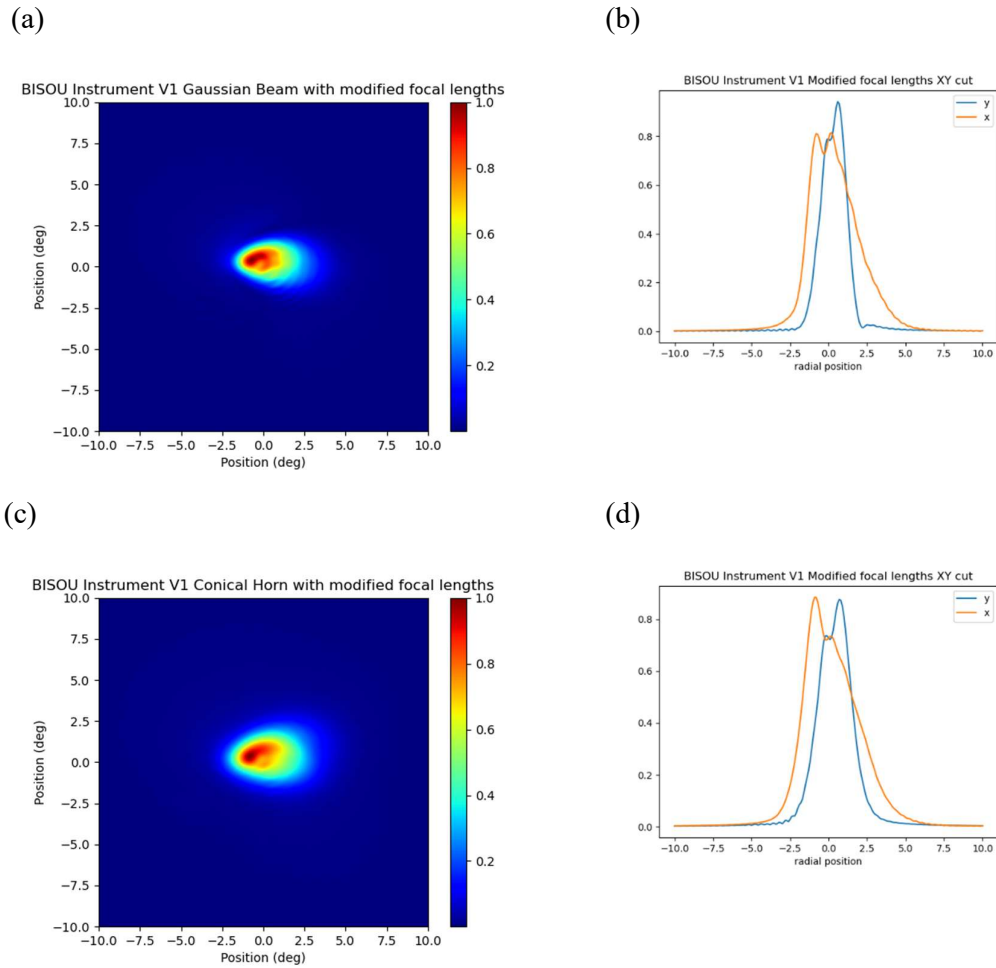 (a)
BISOU Instrument V1 Gaussian Beam with modified focal lengths
10.0
7.5
5.0
2.5
0.0
−2.5
−5.0
−7.5
−10.0
Position (deg)
−10.0 −7.5 −5.0 −2.5 0.0 2.5 5.0 7.5 10.0
Position (deg)
1.0
0.8
0.6
0.4
0.2
(b)
BISOU Instrument V1 Modified focal lengths XY cut
y
x
0.8
0.6
0.4
0.2
0.0
−10.0 −7.5 −5.0 −2.5 0.0 2.5 5.0 7.5 10.0
radial position
(c)
BISOU Instrument V1 Conical Horn with modified focal lengths
10.0
7.5
5.0
2.5
0.0
−2.5
−5.0
−7.5
−10.0
Position (deg)
−10.0 −7.5 −5.0 −2.5 0.0 2.5 5.0 7.5 10.0
Position (deg)
1.0
0.8
0.6
0.4
0.2
(d)
BISOU Instrument V1 Modified focal lengths XY cut
y
x
0.8
0.6
0.4
0.2
0.0
−10.0 −7.5 −5.0 −2.5 0.0 2.5 5.0 7.5 10.0
radial position